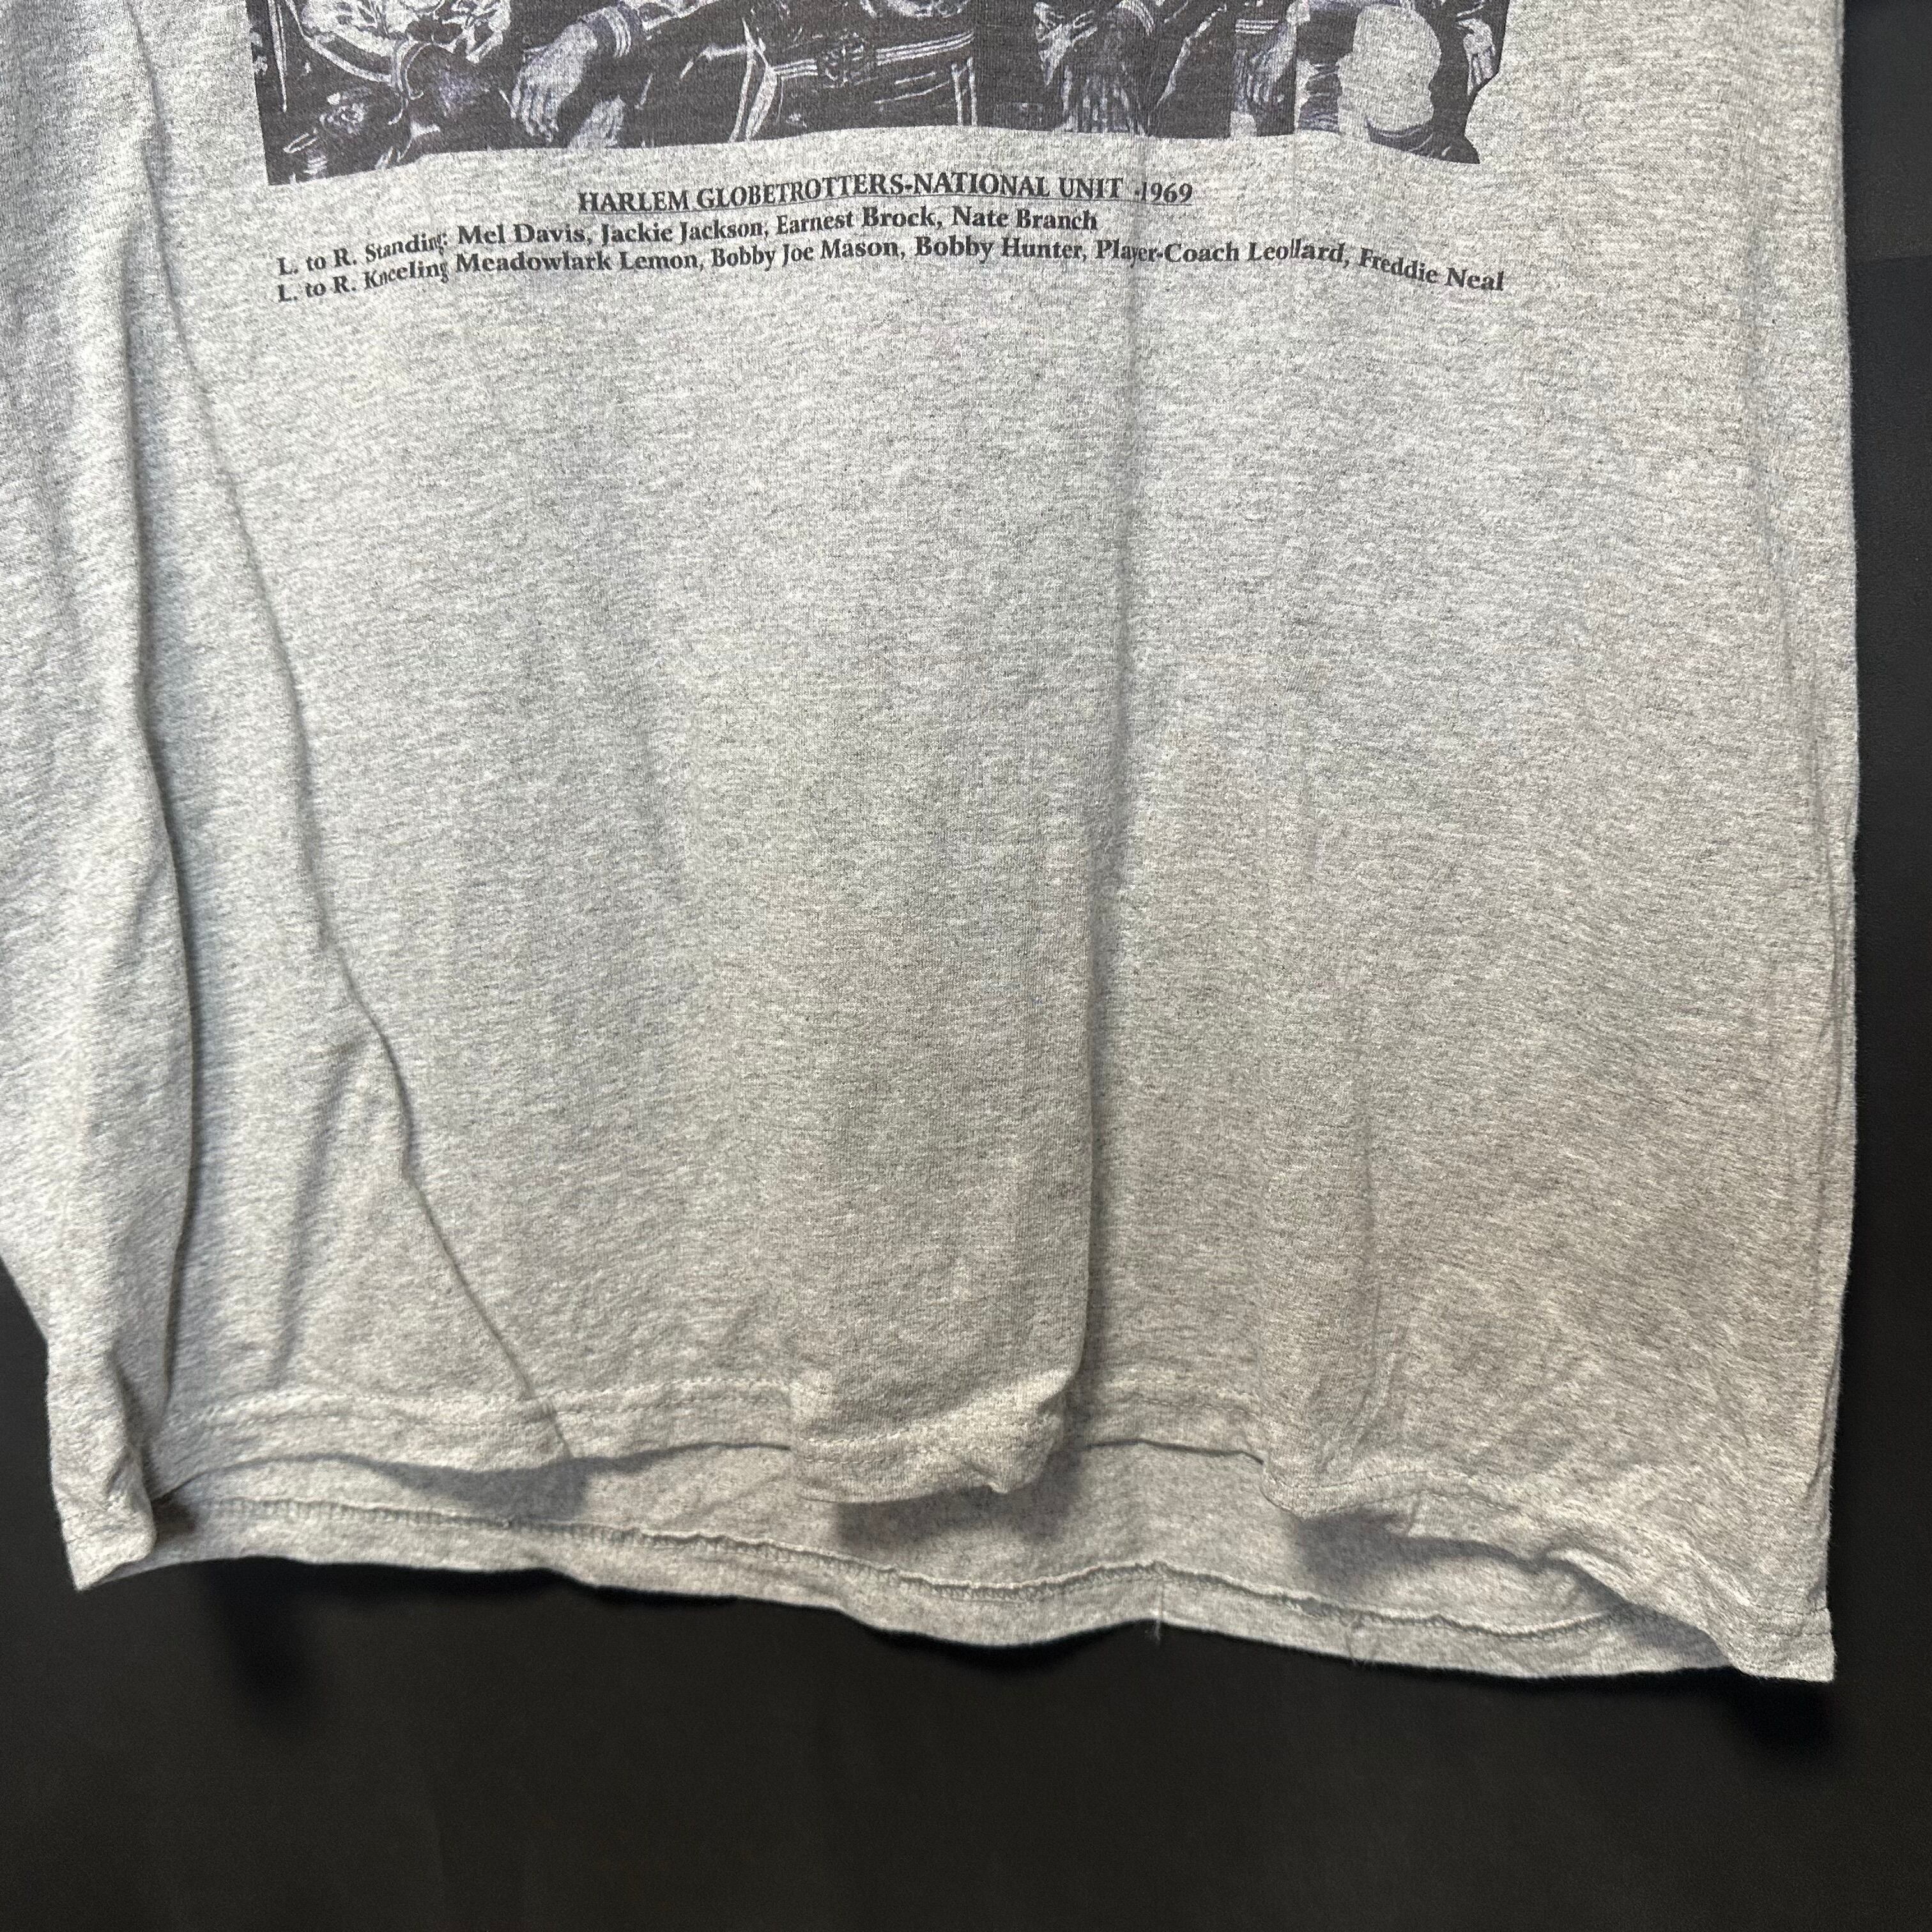 HARLEM GLOBETROTTERS-NATIONAL UNIT -1969
L. to R. Standing: Mel Davis, Jackie Jackson, Earnest Brock, Nate Branch
L. to R. Kneeling Meadowlark Lemon, Bobby Joe Mason, Bobby Hunter, Player-Coach Leollard, Freddie Neal